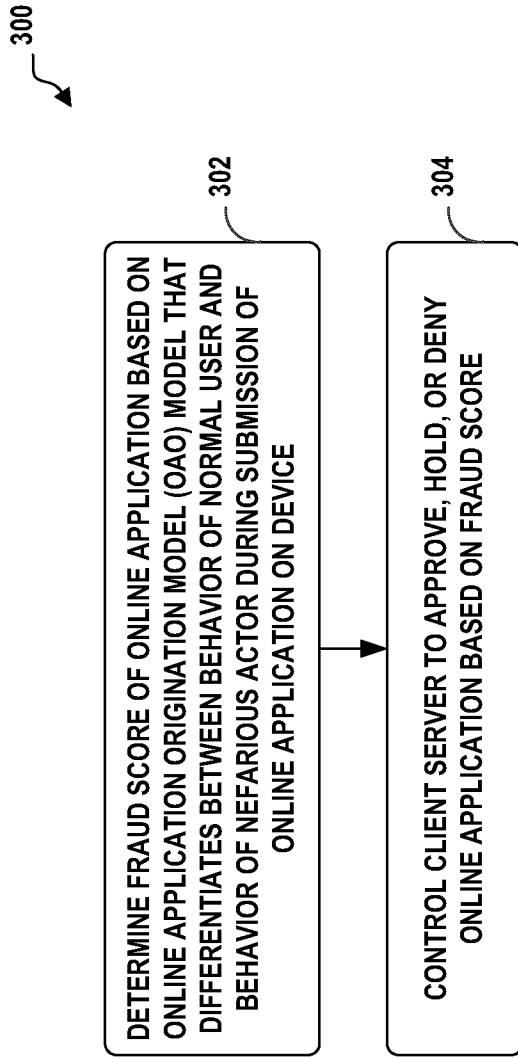 300
DETERMINE FRAUD SCORE OF ONLINE APPLICATION BASED ON
ONLINE APPLICATION ORIGINATION MODEL (OAO) MODEL THAT
DIFFERENTIATES BETWEEN BEHAVIOR OF NORMAL USER AND
BEHAVIOR OF NEFARIOUS ACTOR DURING SUBMISSION OF
ONLINE APPLICATION ON DEVICE
302
CONTROL CLIENT SERVER TO APPROVE, HOLD, OR DENY
ONLINE APPLICATION BASED ON FRAUD SCORE
304